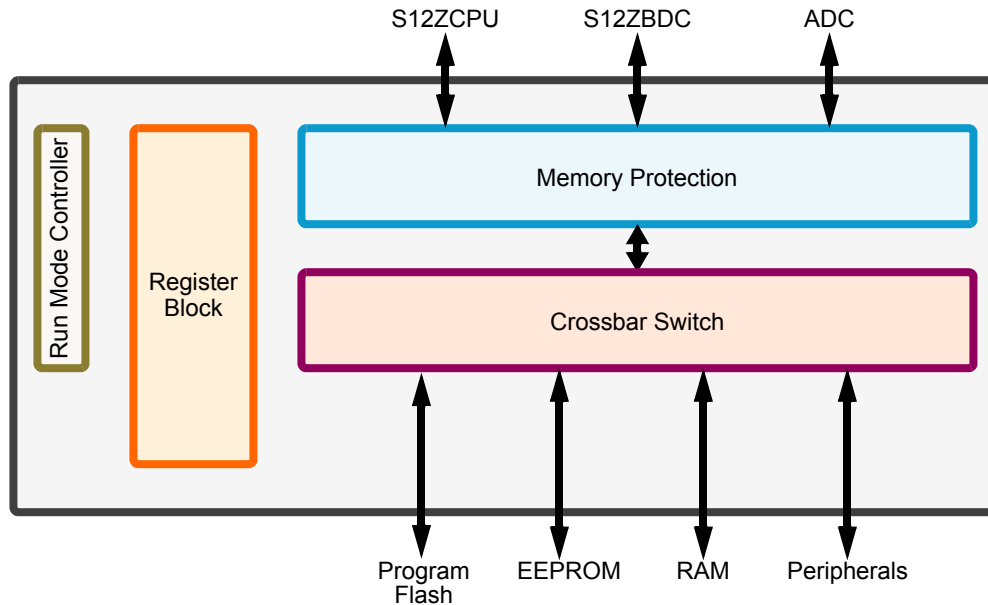 S12ZCPU
S12ZBDC
ADC
Run Mode Controller
Register
Block
Memory Protection
Crossbar Switch
Program
Flash
EEPROM
RAM
Peripherals